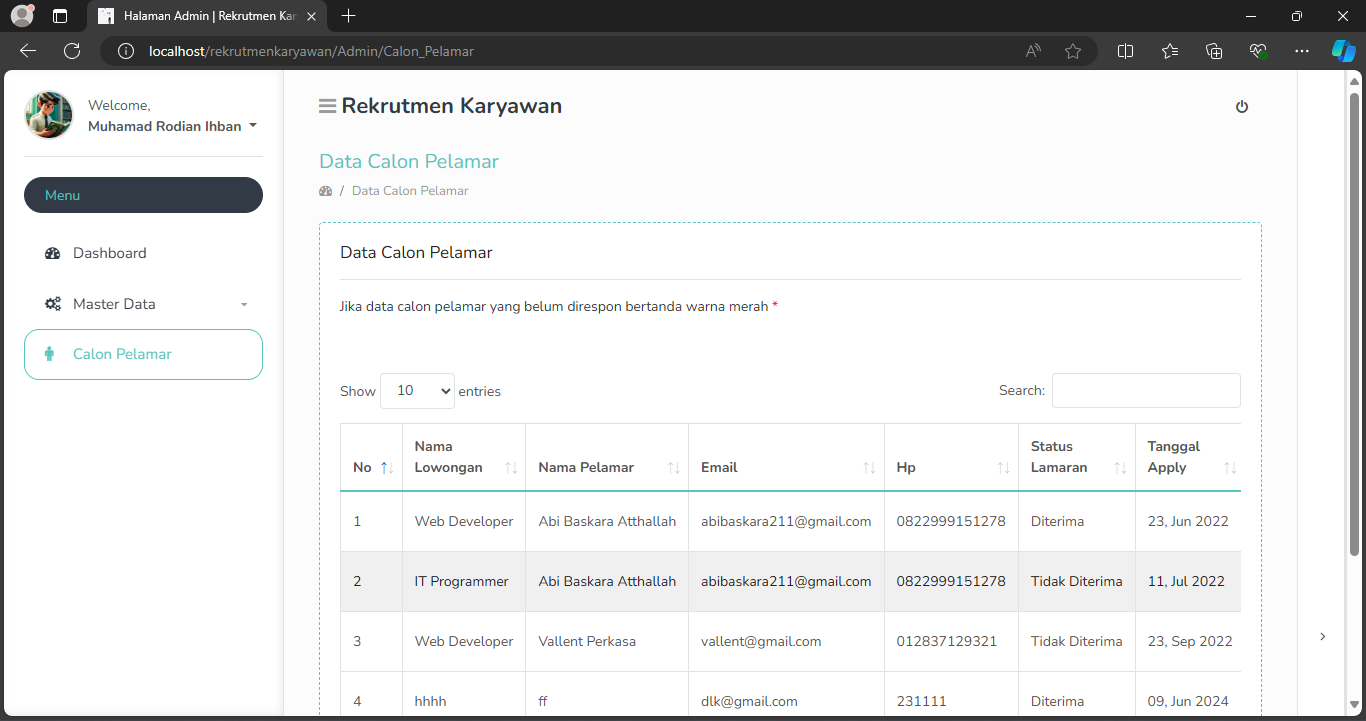 Halaman Admin | Rekrutmen Kar
localhost/rekrutmenkaryawan/Admin/Calon_Pelamar
Welcome,
Muhamad Rodian Ihban
Menu
Dashboard
Master Data
Calon Pelamar
Rekrutmen Karyawan
Data Calon Pelamar
/ Data Calon Pelamar
Data Calon Pelamar
Jika data calon pelamar yang belum direspon bertanda warna merah *
Show 10 entries Search:
No Nama Lowongan Nama Pelamar Email Hp Status Lamaran Tanggal Apply
1 Web Developer Abi Baskara Atthallah abibaskara211@gmail.com 0822999151278 Diterima 23, Jun 2022
2 IT Programmer Abi Baskara Atthallah abibaskara211@gmail.com 0822999151278 Tidak Diterima 11, Jul 2022
3 Web Developer Vallent Perkasa vallent@gmail.com 012837129321 Tidak Diterima 23, Sep 2022
4 hhhh ff dlk@gmail.com 231111 Diterima 09, Jun 2024